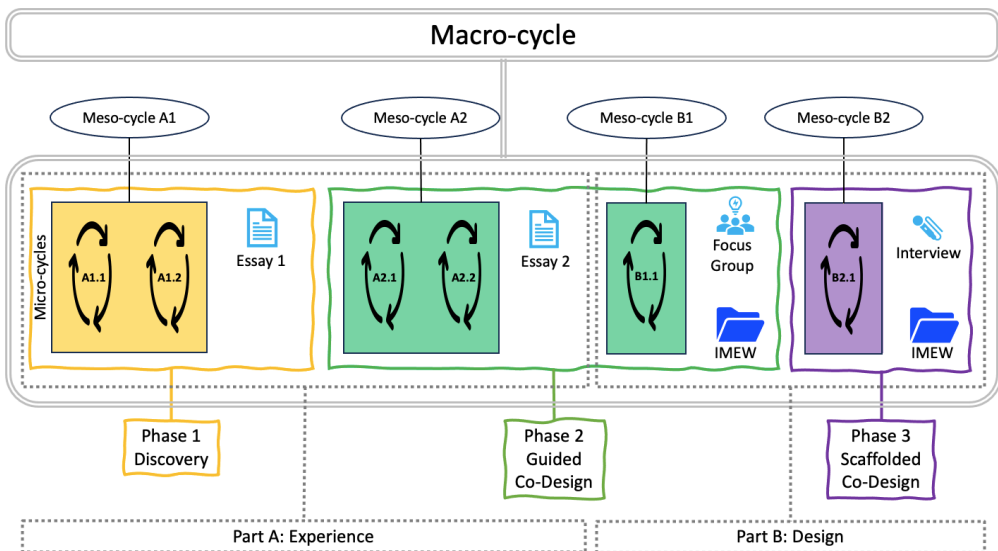 Macro-cycle
Meso-cycle A1
Meso-cycle A2
Meso-cycle B1
Meso-cycle B2
Micro-cycles
A1.1
A1.2
Essay 1
A2.1
A2.2
Essay 2
B1.1
Focus
Group
IMEW
B2.1
Interview
IMEW
Phase 1
Discovery
Phase 2
Guided
Co-Design
Phase 3
Scaffolded
Co-Design
Part A: Experience
Part B: Design